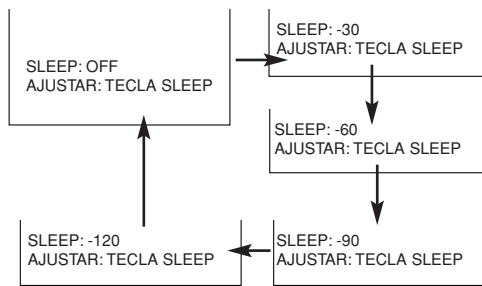 SLEEP: OFF
AJUSTAR: TECLA SLEEP
SLEEP: -30
AJUSTAR: TECLA SLEEP
SLEEP: -60
AJUSTAR: TECLA SLEEP
SLEEP: -90
AJUSTAR: TECLA SLEEP
SLEEP: -120
AJUSTAR: TECLA SLEEP